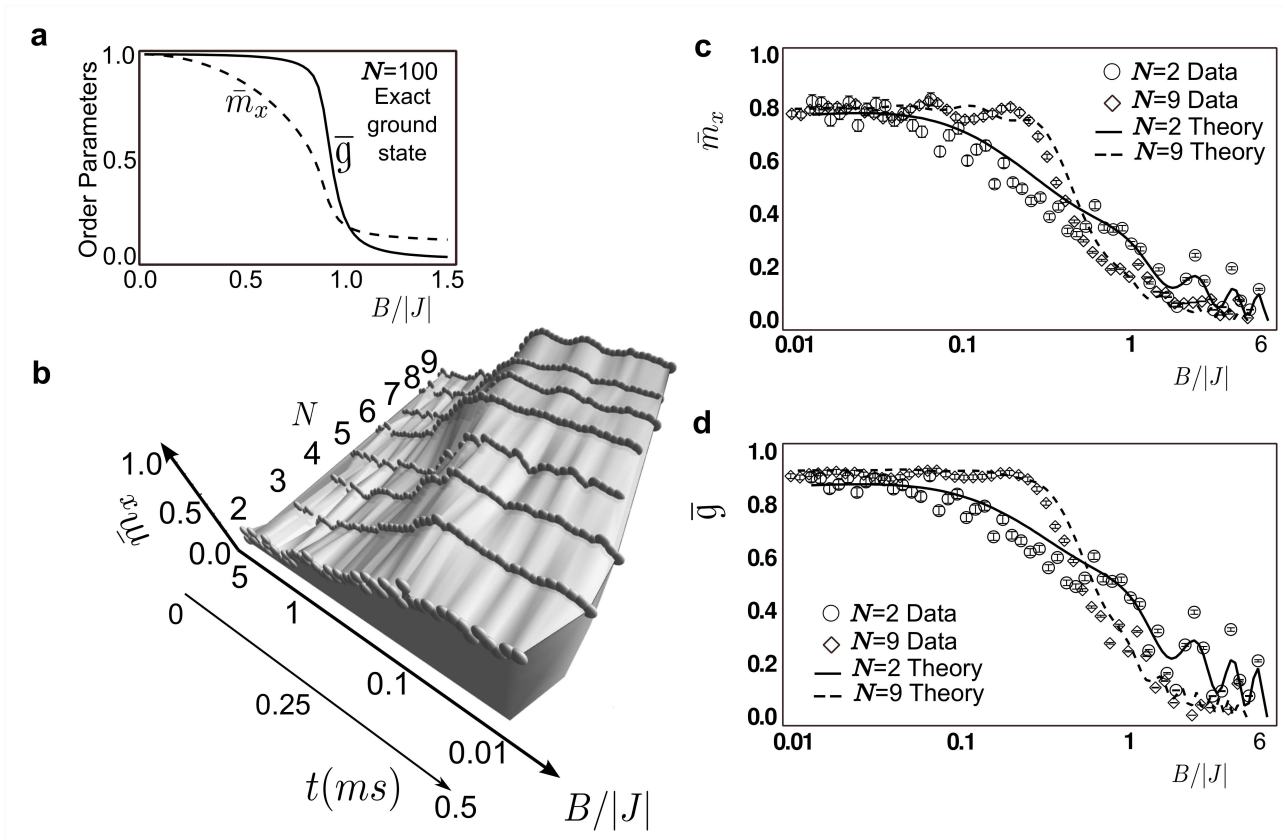 a
1.0
0.5
0.0
Order Parameters
m̄ₓ
g̅
N=100
Exact
ground
state
0.0 0.5 1.0 1.5
B/|J|
b
N
2 3 4 5 6 7 8 9
m̄ₓ
1.0
0.5
0.0
5 1 0.1 0.01
B/|J|
0 0.25 0.5
t(ms)
c
m̄ₓ
1.0
0.8
0.6
0.4
0.2
0.0
N=2 Data
N=9 Data
N=2 Theory
N=9 Theory
0.01 0.1 1 6
B/|J|
d
g̅
1.0
0.8
0.6
0.4
0.2
0.0
N=2 Data
N=9 Data
N=2 Theory
N=9 Theory
0.01 0.1 1 6
B/|J|